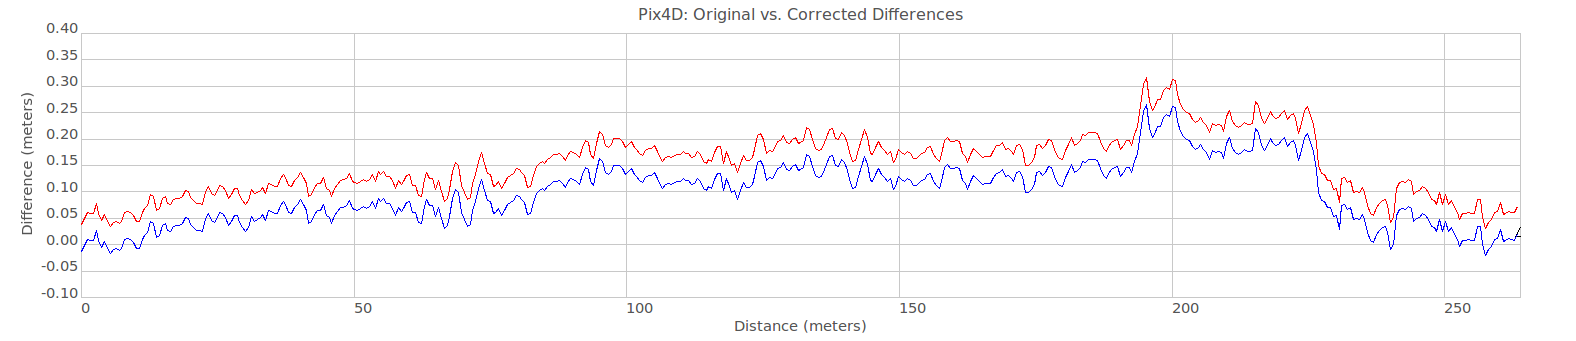 Pix4D: Original vs. Corrected Differences
0.40
0.35
0.30
0.25
0.20
0.15
0.10
0.05
0.00
-0.05
-0.10
Difference (meters)
0 50 100 150 200 250
Distance (meters)